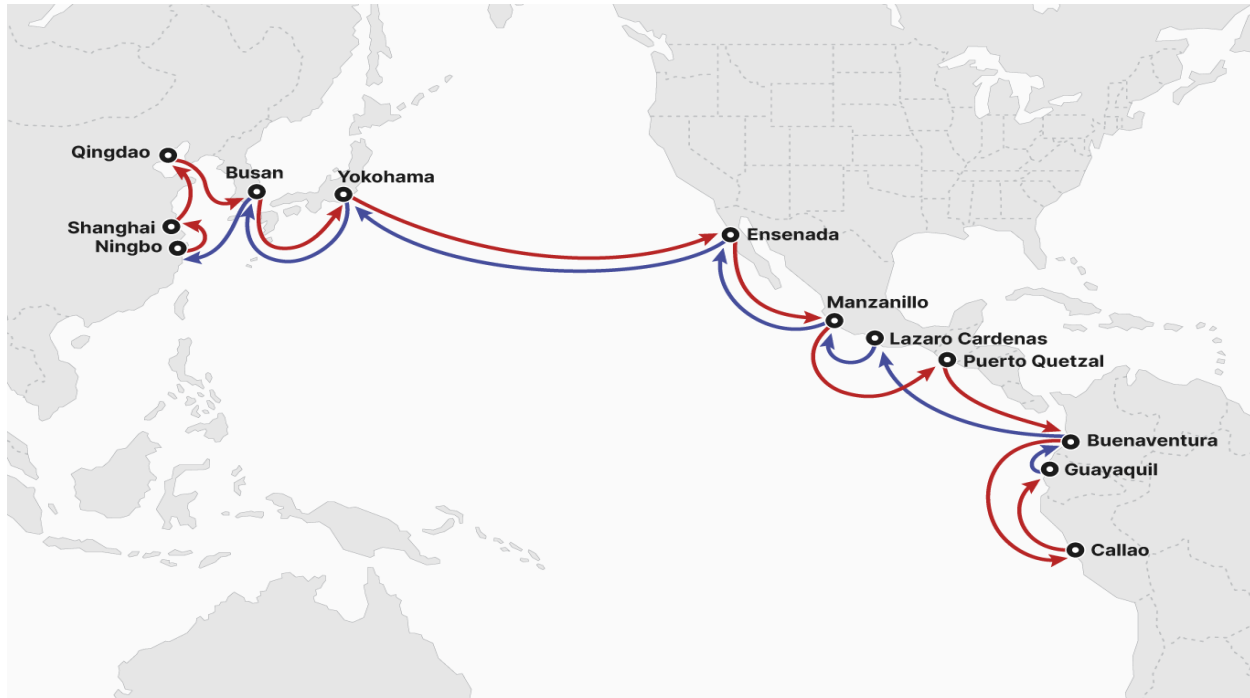 Qingdao
Busan
Yokohama
Shanghai
Ningbo
Ensenada
Manzanillo
Lazaro Cardenas
Puerto Quetzal
Buenaventura
Guayaquil
Callao